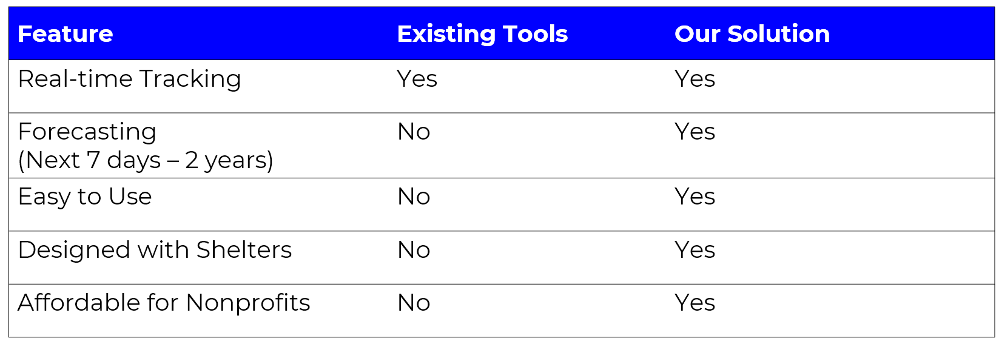 Feature Existing Tools Our Solution
Real-time Tracking Yes Yes
Forecasting No Yes
(Next 7 days – 2 years)
Easy to Use No Yes
Designed with Shelters No Yes
Affordable for Nonprofits No Yes